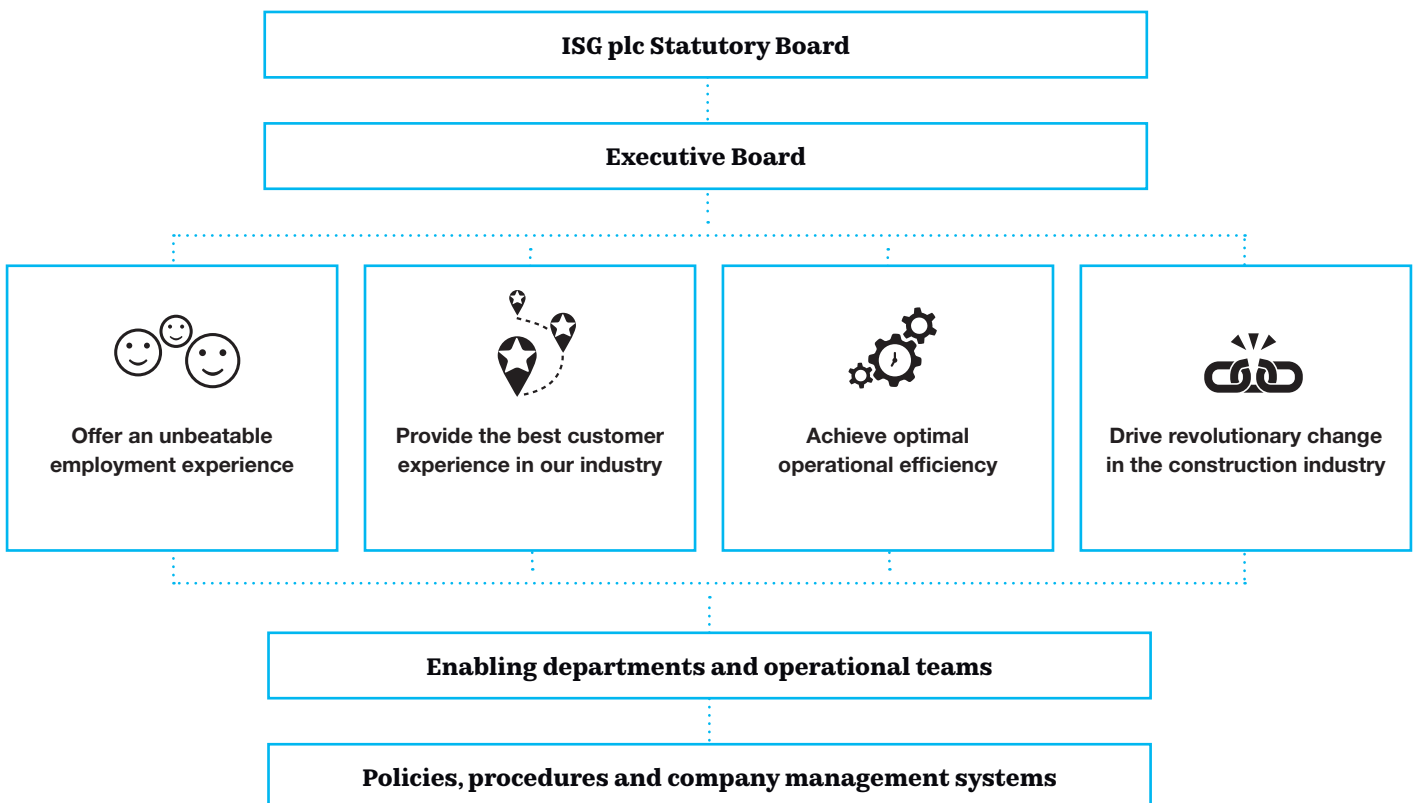 ISG plc Statutory Board
Executive Board
Offer an unbeatable
employment experience
Provide the best customer
experience in our industry
Achieve optimal
operational efficiency
Drive revolutionary change
in the construction industry
Enabling departments and operational teams
Policies, procedures and company management systems